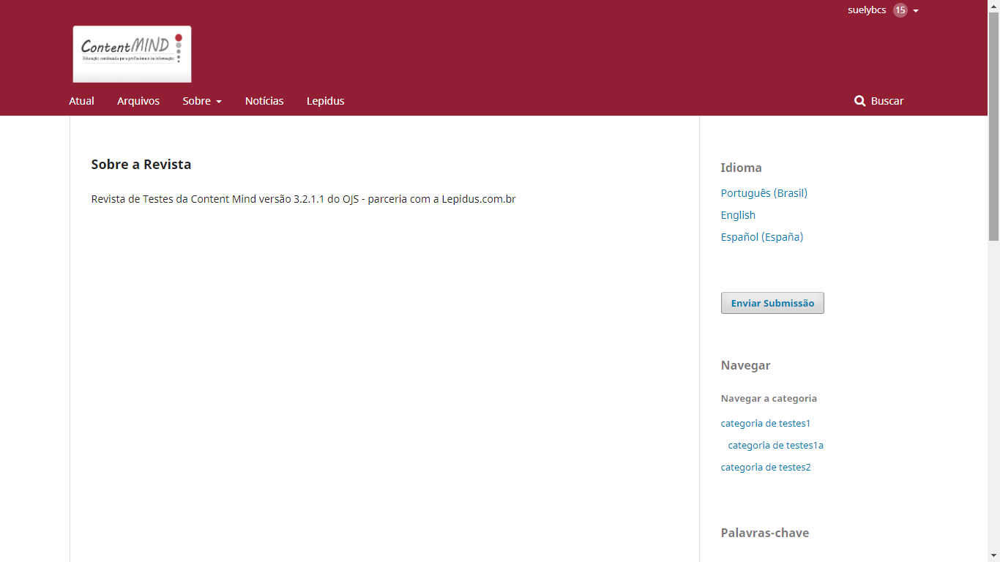 suelybcs 15
ContentMIND
Educação continuada para profissionais da informação
Atual Arquivos Sobre Notícias Lepidus Buscar
Sobre a Revista
Revista de Testes da Content Mind versão 3.2.1.1 do OJS - parceria com a Lepidus.com.br
Idioma
Português (Brasil)
English
Español (España)
Enviar Submissão
Navegar
Navegar a categoria
categoria de testes1
categoria de testes1a
categoria de testes2
Palavras-chave